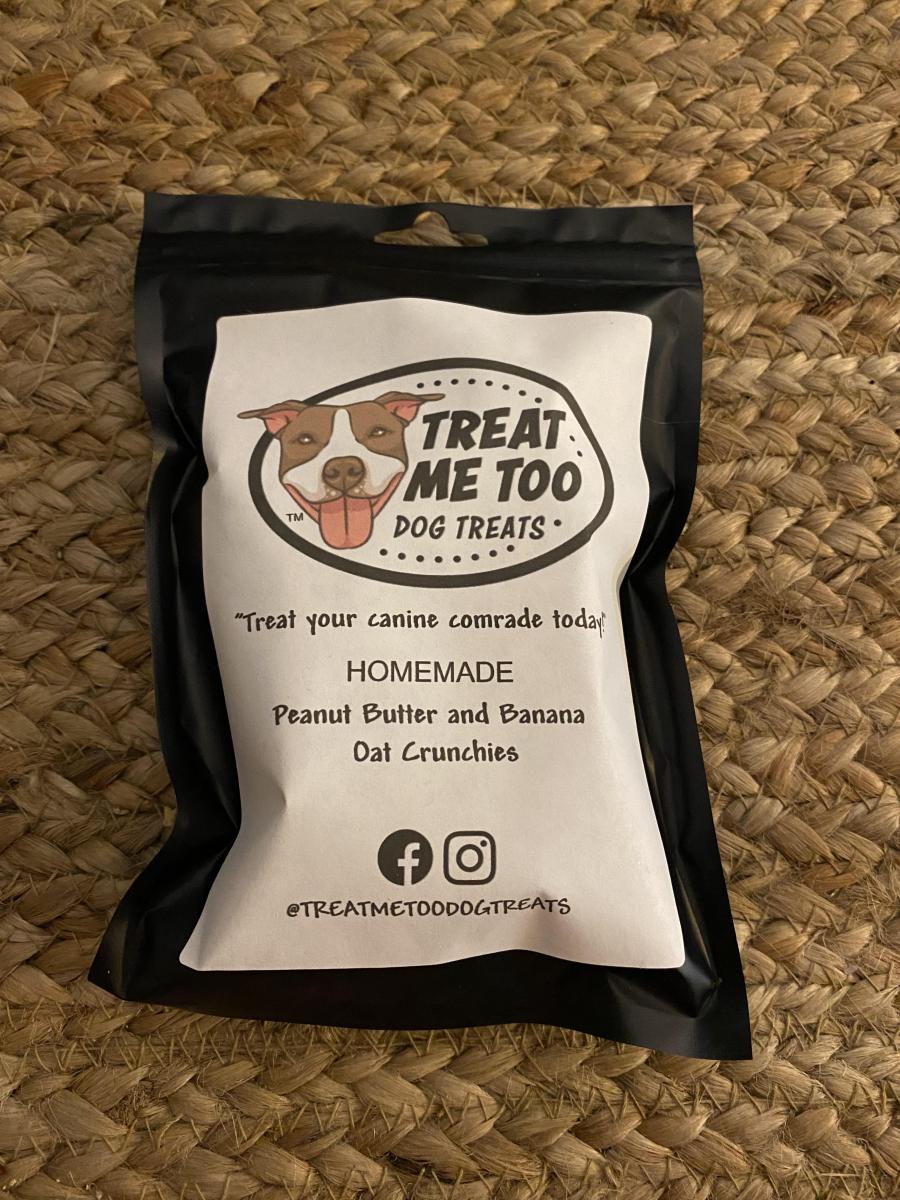 TREAT
ME TOO
DOG TREATS
TM
"Treat your canine comrade today!"
HOMEMADE
Peanut Butter and Banana
Oat Crunchies
@TREATMETOODOGTREATS